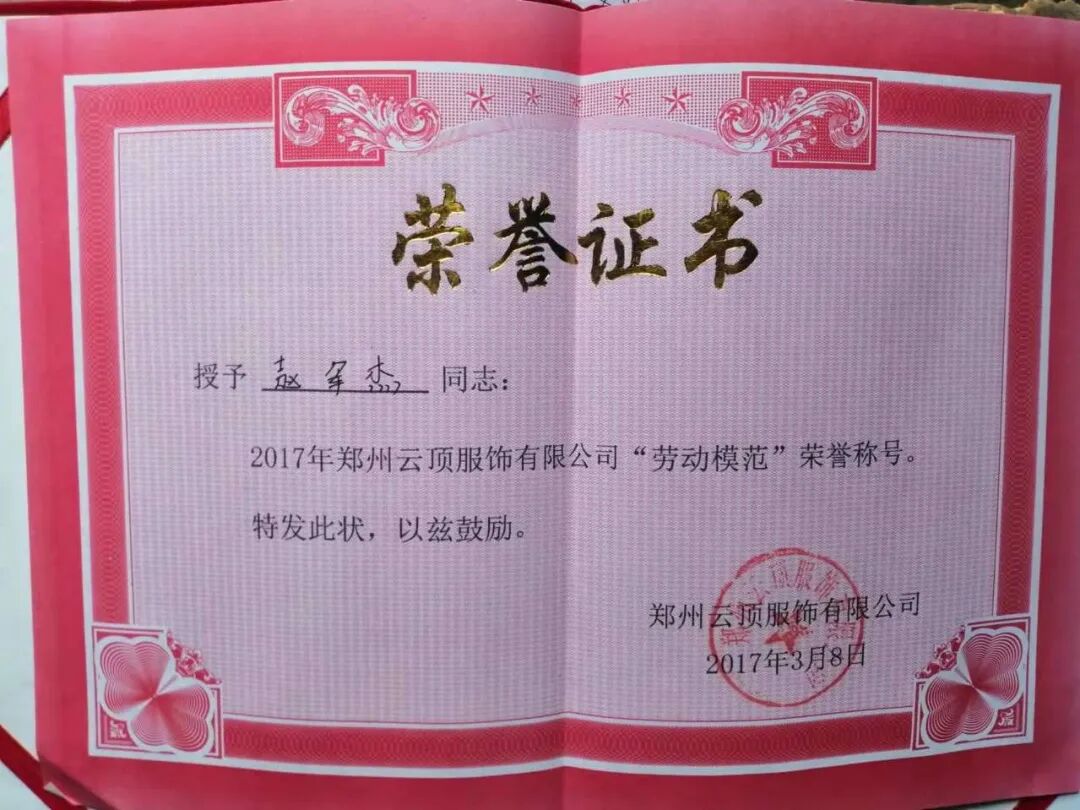 荣誉证书
授予 赵军杰 同志：
2017年郑州云顶服饰有限公司“劳动模范”荣誉称号。
特发此状，以兹鼓励。
郑州云顶服饰有限公司
2017年3月8日